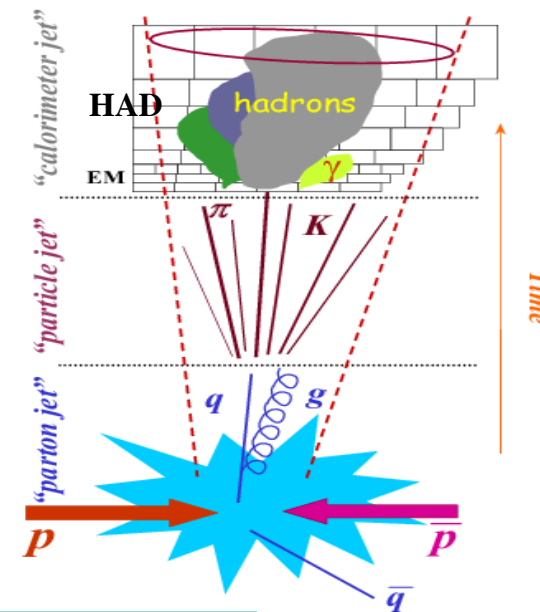 "calorimeter jet"
HAD
hadrons
EM
γ
"particle jet"
π
K
Time
"parton jet"
q
g
p
p̅
q̅